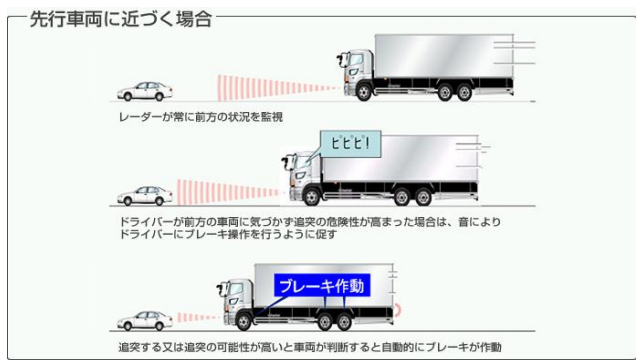 先行車両に近づく場合
レーダーが常に前方の状況を監視
ピピピ!
ドライバーが前方の車両に気づかず追突の危険性が高まった場合は、音により
ドライバーにブレーキ操作を行うように促す
ブレーキ作動
追突する又は追突の可能性が高いと車両が判断すると自動的にブレーキが作動